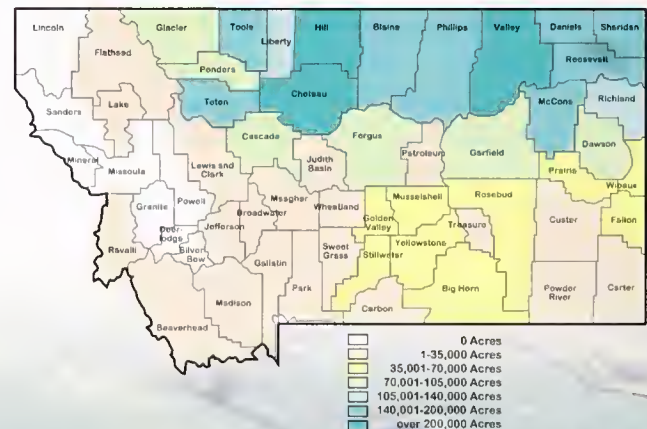 Lincoln
Flathead
Glacier
Toole
Liberty
Hill
Blaine
Phillips
Valley
Daniels
Sheridan
Roosevelt
Pondera
Teton
Choteau
McCone
Richland
Sanders
Lake
Cascade
Fergus
Garfield
Dawson
Mineral
Missoula
Lewis and
Clark
Judith
Basin
Petroleum
Prairie
Wibaux
Powell
Granite
Meagher
Wheatland
Musselshell
Rosebud
Custer
Fallon
Deer
lodge
Jefferson
Broadwater
Golden
Valley
Treasure
Ravalli
Silver
Bow
Gallatin
Sweet
Grass
Stillwater
Yellowstone
Park
Big Horn
Powder
River
Carter
Madison
Carbon
Beaverhead
0 Acres
1-35,000 Acres
35,001-70,000 Acres
70,001-105,000 Acres
105,001-140,000 Acres
140,001-200,000 Acres
over 200,000 Acres